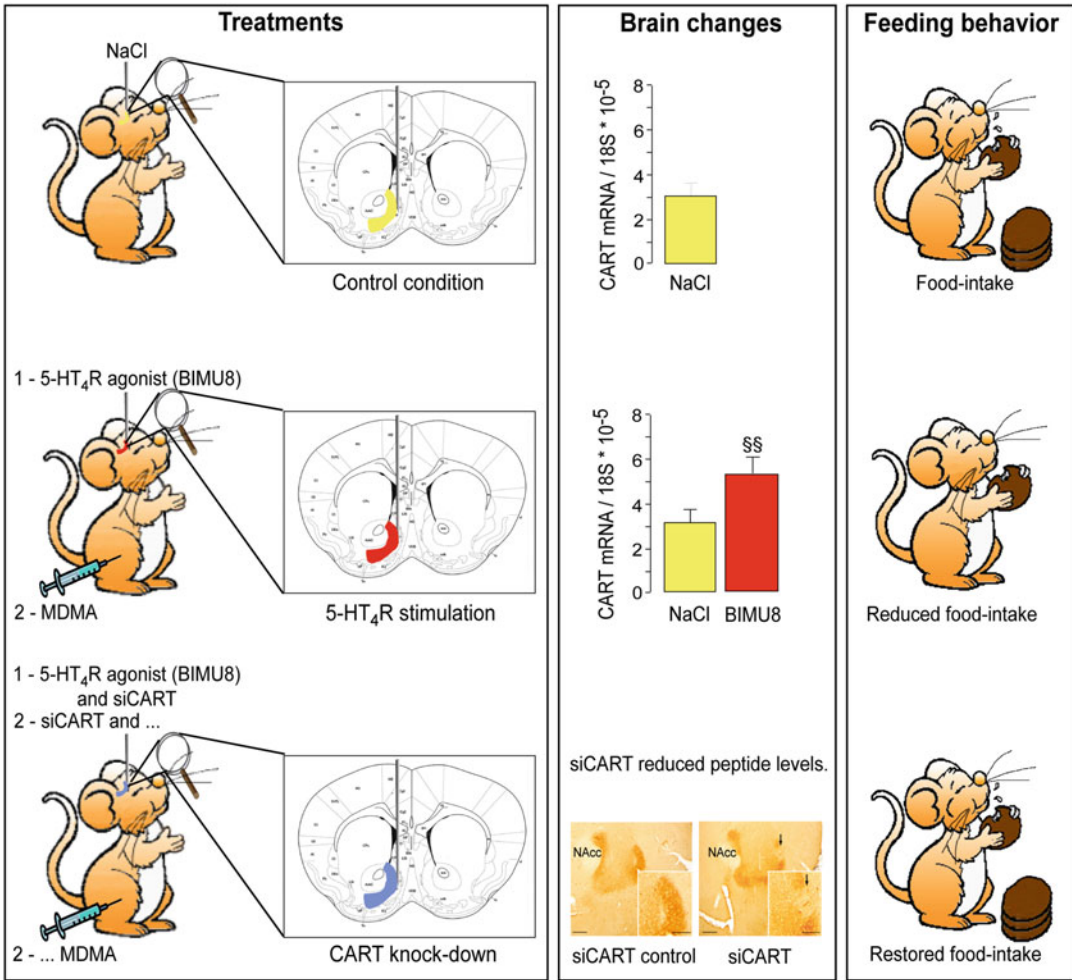 Treatments
NaCl
Control condition
1 - 5-HT₄R agonist (BIMU8)
2 - MDMA
5-HT₄R stimulation
1 - 5-HT₄R agonist (BIMU8)
and siCART
2 - siCART and ...
2 - ... MDMA
CART knock-down
Brain changes
CART mRNA / 18S * 10-5
8
6
4
2
0
NaCl
CART mRNA / 18S * 10-5
8
6
4
2
0
§§
NaCl BIMU8
siCART reduced peptide levels.
NAcc NAcc
siCART control siCART
Feeding behavior
Food-intake
Reduced food-intake
Restored food-intake